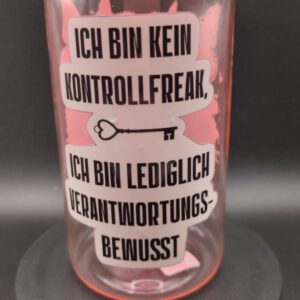 ICH BIN KEIN
KONTROLLFREAK,
ICH BIN LEDIGLICH
VERANTWORTUNGS-
BEWUSST